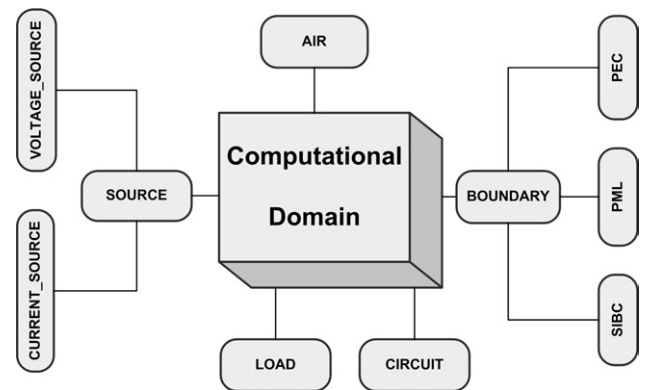 VOLTAGE_SOURCE
CURRENT_SOURCE
SOURCE
AIR
Computational
Domain
LOAD
CIRCUIT
BOUNDARY
PEC
PML
SIBC